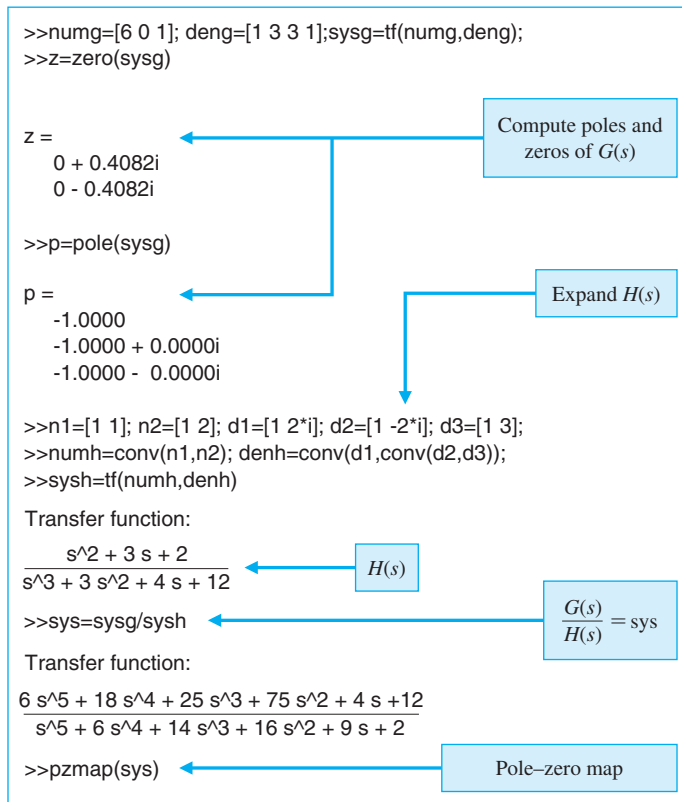 >>numg=[6 0 1]; deng=[1 3 3 1];sysg=tf(numg,deng);
>>z=zero(sysg)
Compute poles and
zeros of G(s)
z =
0 + 0.4082i
0 - 0.4082i
>>p=pole(sysg)
Expand H(s)
p =
-1.0000
-1.0000 + 0.0000i
-1.0000 - 0.0000i
>>n1=[1 1]; n2=[1 2]; d1=[1 2*i]; d2=[1 -2*i]; d3=[1 3];
>>numh=conv(n1,n2); denh=conv(d1,conv(d2,d3));
>>sysh=tf(numh,denh)
Transfer function:
s^2 + 3 s + 2
s^3 + 3 s^2 + 4 s + 12
H(s)
>>sys=sysg/sysh
G(s)
H(s)
= sys
Transfer function:
6 s^5 + 18 s^4 + 25 s^3 + 75 s^2 + 4 s +12
s^5 + 6 s^4 + 14 s^3 + 16 s^2 + 9 s + 2
>>pzmap(sys)
Pole–zero map